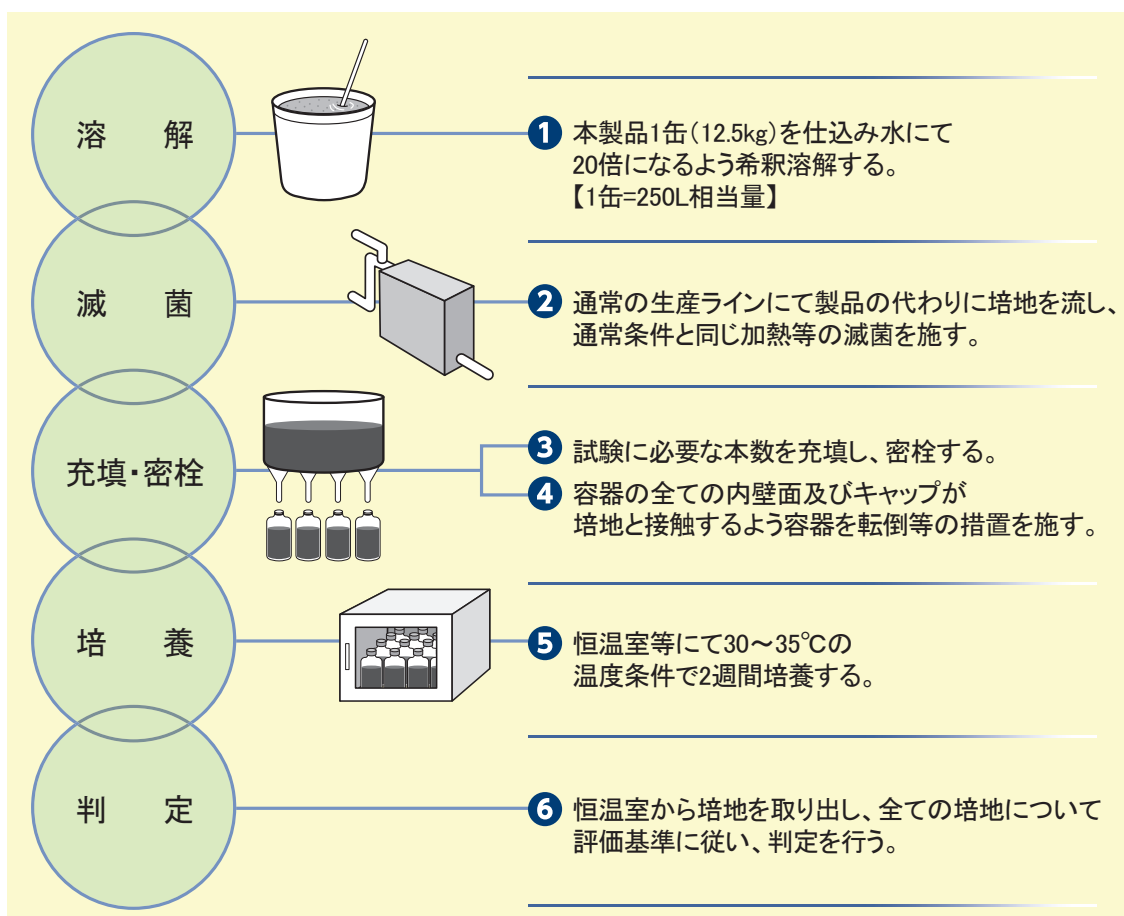 溶 解
❶ 本製品1缶（12.5kg）を仕込み水にて
20倍になるよう希釈溶解する。
【1缶=250L相当量】
滅 菌
❷ 通常の生産ラインにて製品の代わりに培地を流し、
通常条件と同じ加熱等の滅菌を施す。
充填・密栓
❸ 試験に必要な本数を充填し、密栓する。
❹ 容器の全ての内壁面及びキャップが
培地と接触するよう容器を転倒等の措置を施す。
培 養
❺ 恒温室等にて30～35℃の
温度条件で2週間培養する。
判 定
❻ 恒温室から培地を取り出し、全ての培地について
評価基準に従い、判定を行う。